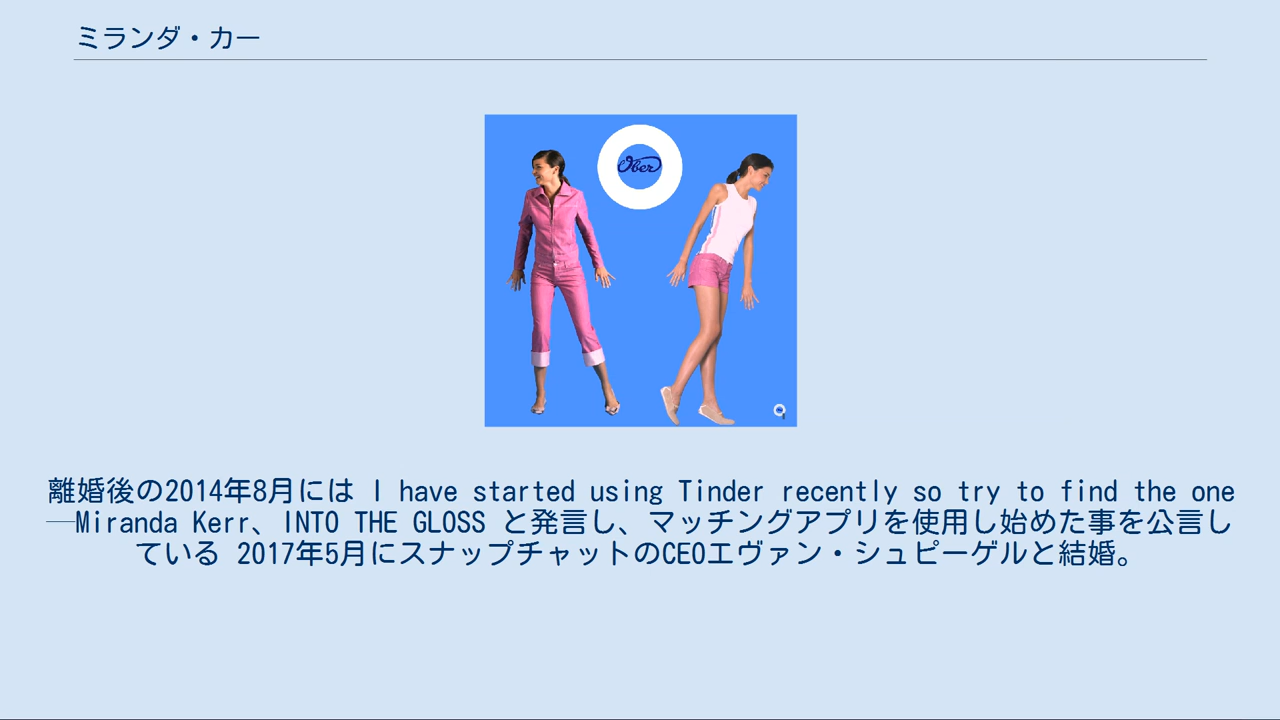 ミランダ・カー
Ober
離婚後の2014年8月には I have started using Tinder recently so try to find the one
—Miranda Kerr、INTO THE GLOSS と発言し、マッチングアプリを使用し始めた事を公言し
ている 2017年5月にスナップチャットのCEOエヴァン・シュピーゲルと結婚。